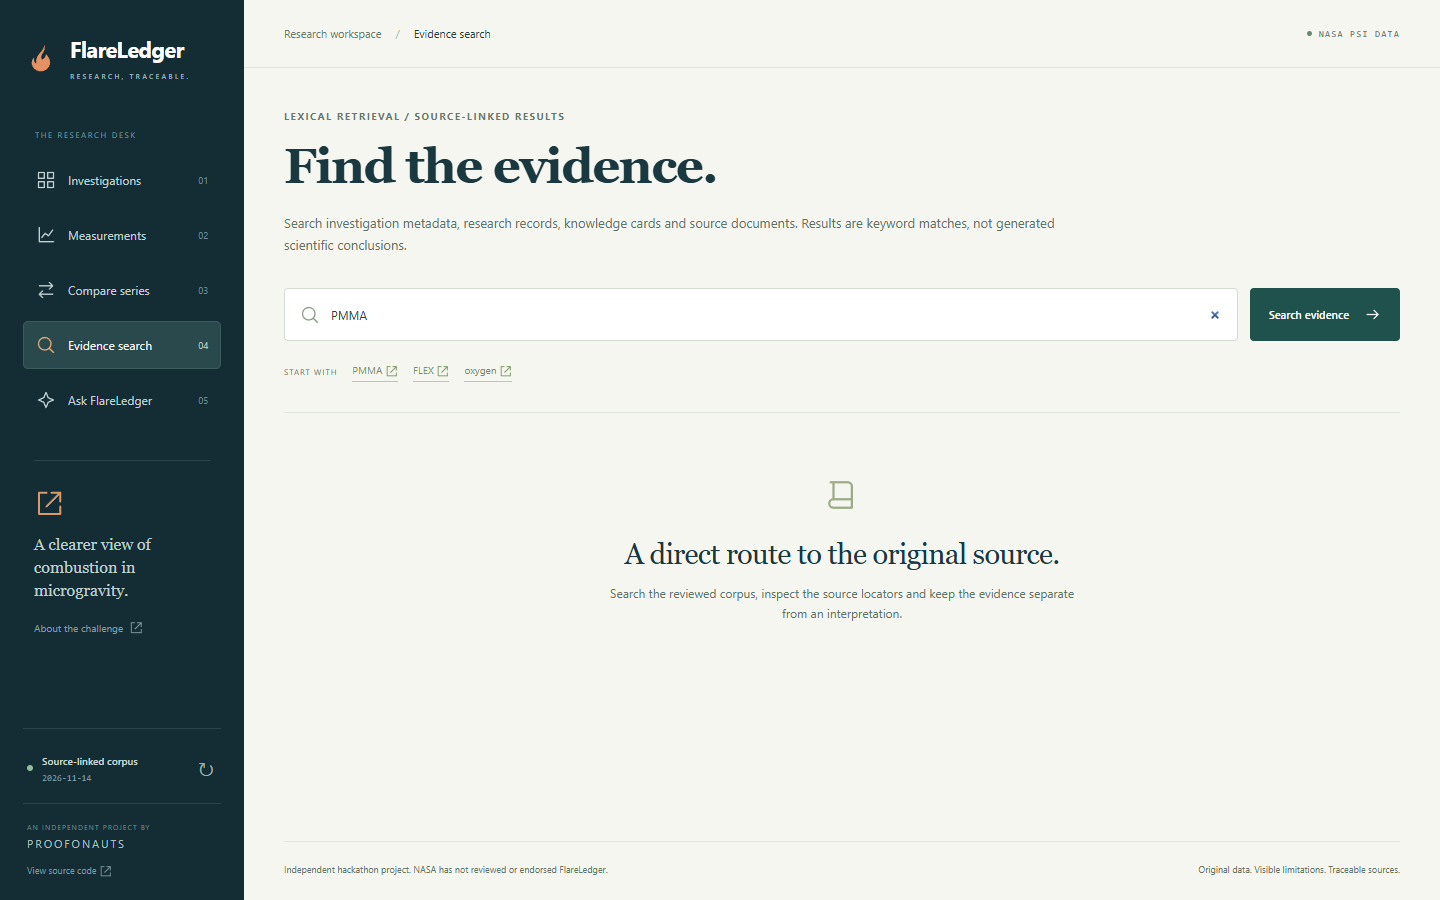 FlareLedger
RESEARCH, TRACEABLE.
THE RESEARCH DESK
Investigations 01
Measurements 02
Compare series 03
Evidence search 04
Ask FlareLedger 05
A clearer view of
combustion in
microgravity.
About the challenge
Source-linked corpus
2026-11-14
AN INDEPENDENT PROJECT BY
PROOFONAUTS
View source code
Research workspace / Evidence search
NASA PSI DATA
LEXICAL RETRIEVAL / SOURCE-LINKED RESULTS
Find the evidence.
Search investigation metadata, research records, knowledge cards and source documents. Results are keyword matches, not generated
scientific conclusions.
PMMA
Search evidence
START WITH PMMA FLEX oxygen
A direct route to the original source.
Search the reviewed corpus, inspect the source locators and keep the evidence separate
from an interpretation.
Independent hackathon project. NASA has not reviewed or endorsed FlareLedger.
Original data. Visible limitations. Traceable sources.